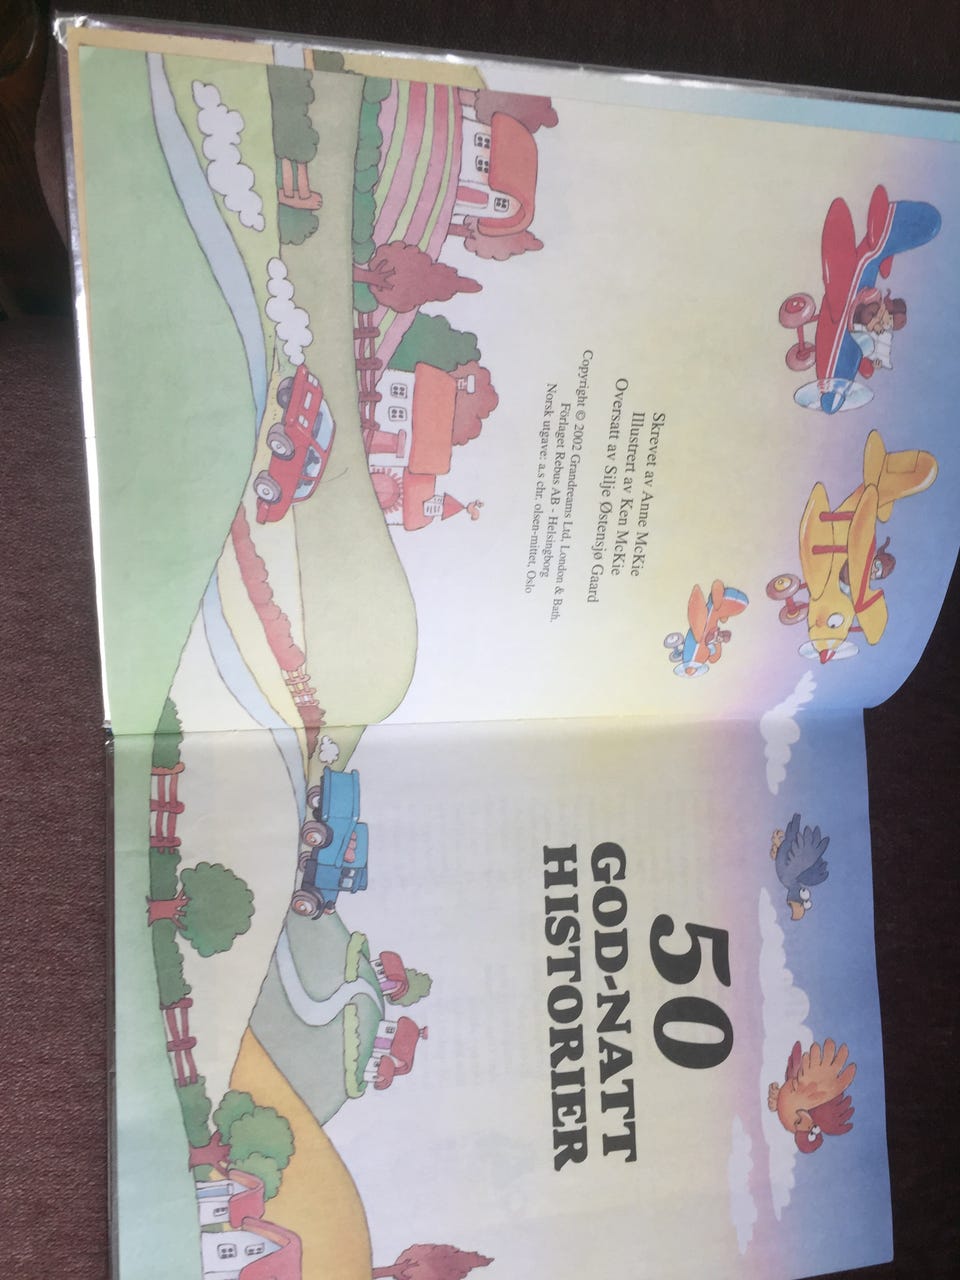 Skrevet av Anne McKie
Illustrert av Ken McKie
Oversatt av Silje Østensjø Gaard
Copyright © 2002 Grandreams Ltd, London & Bath.
Förlaget Rebus AB - Helsingborg
Norsk utgave: a.s chr. olsen-mittet, Oslo
50
GOD-NATT
HISTORIER